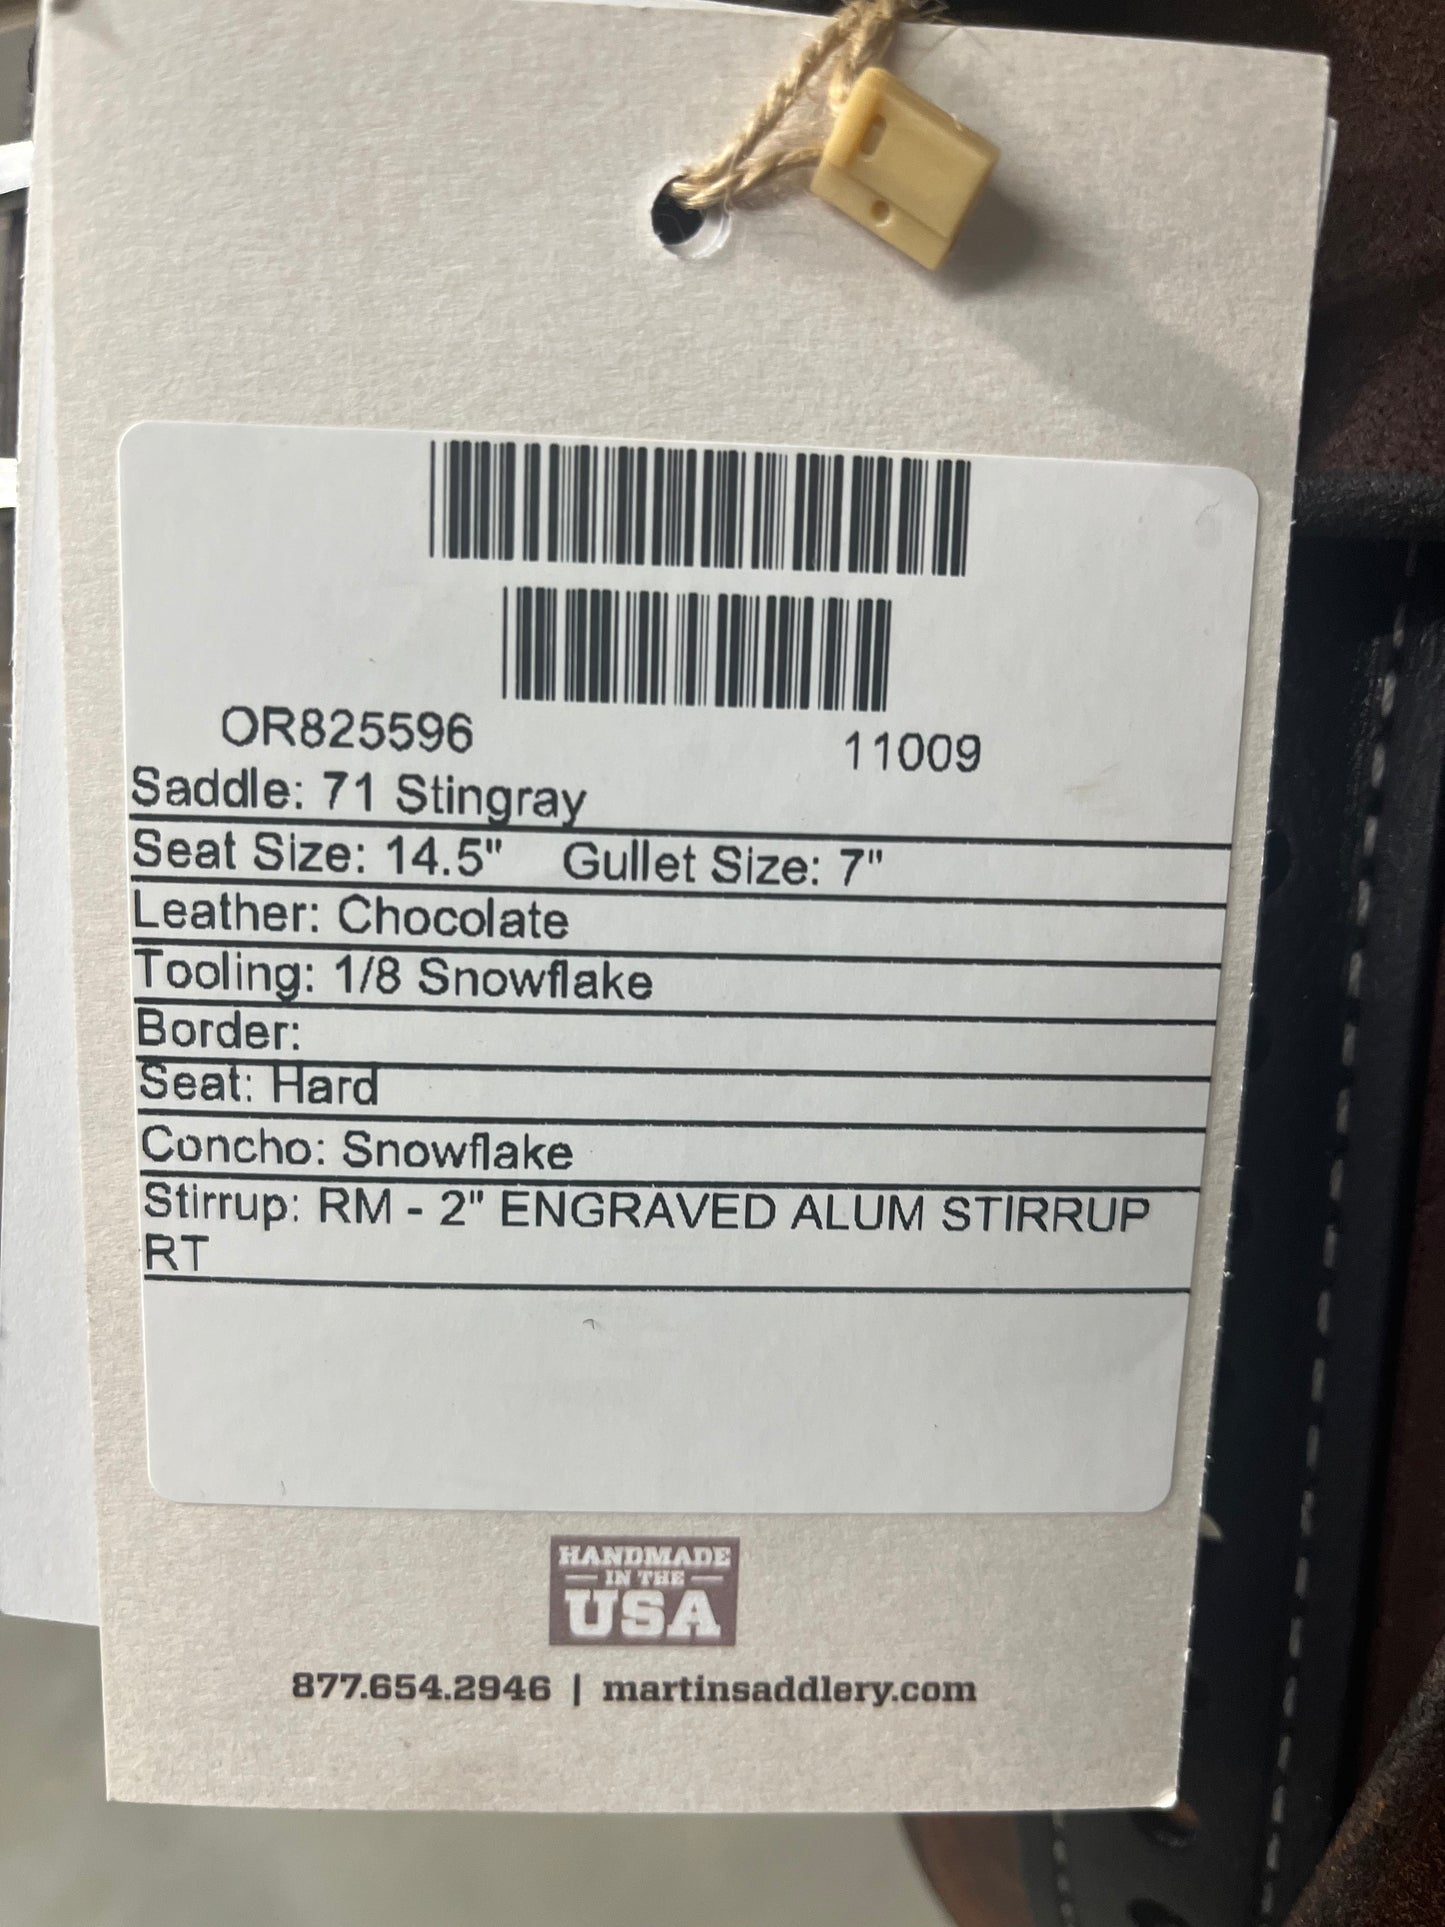 OR825596 11009
Saddle: 71 Stingray
Seat Size: 14.5" Gullet Size: 7"
Leather: Chocolate
Tooling: 1/8 Snowflake
Border:
Seat: Hard
Concho: Snowflake
Stirrup: RM - 2" ENGRAVED ALUM STIRRUP
RT
HANDMADE
IN THE
USA
877.654.2946 | martinsaddlery.com